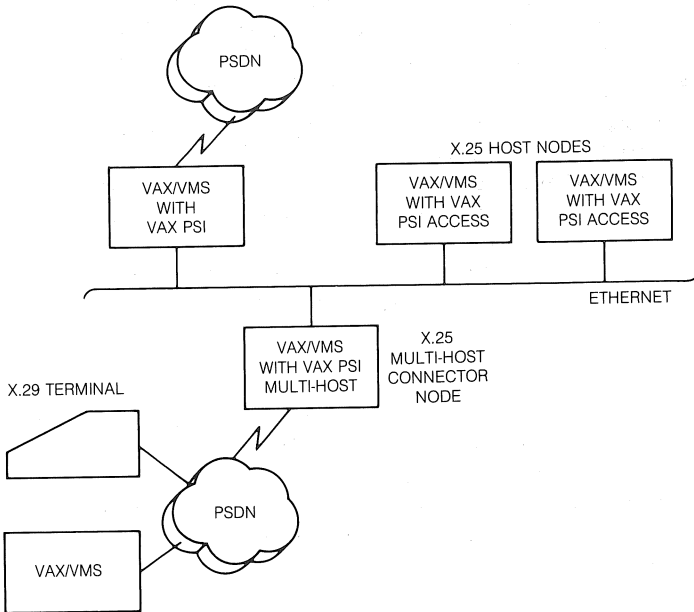 PSDN
X.25 HOST NODES
VAX/VMS
WITH
VAX PSI
VAX/VMS
WITH VAX
PSI ACCESS
VAX/VMS
WITH VAX
PSI ACCESS
ETHERNET
VAX/VMS
WITH VAX PSI
MULTI-HOST
X.25
MULTI-HOST
CONNECTOR
NODE
X.29 TERMINAL
PSDN
VAX/VMS